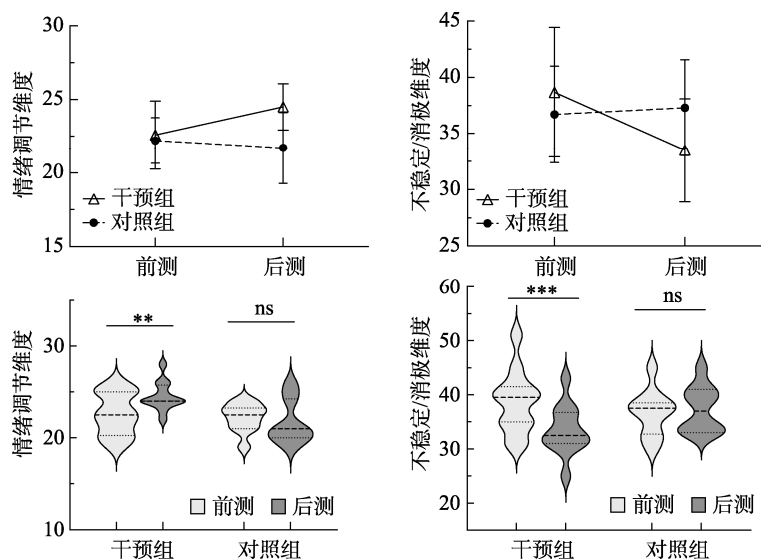 情绪调节维度
30
25
20
15
干预组
对照组
前测
后测
不稳定/消极维度
45
40
35
30
25
干预组
对照组
前测
后测
情绪调节维度
40
30
20
10
**
ns
前测
后测
干预组
对照组
不稳定/消极维度
60
50
40
30
20
***
ns
前测
后测
干预组
对照组